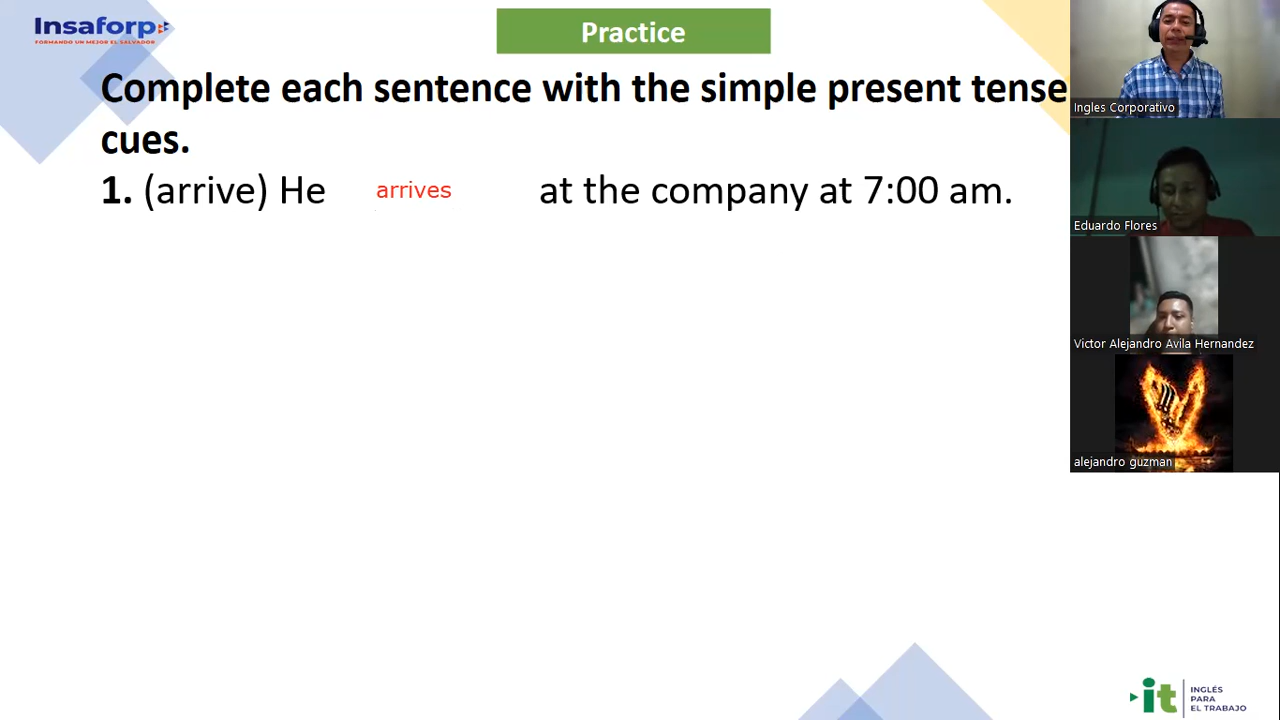 Insaforp
FORMANDO UN MEJOR EL SALVADOR
Practice
Complete each sentence with the simple present tense
cues.
1. (arrive) He arrives at the company at 7:00 am.
Ingles Corporativo
Eduardo Flores
Victor Alejandro Avila Hernandez
alejandro guzman
it
INGLÉS
PARA
EL TRABAJO